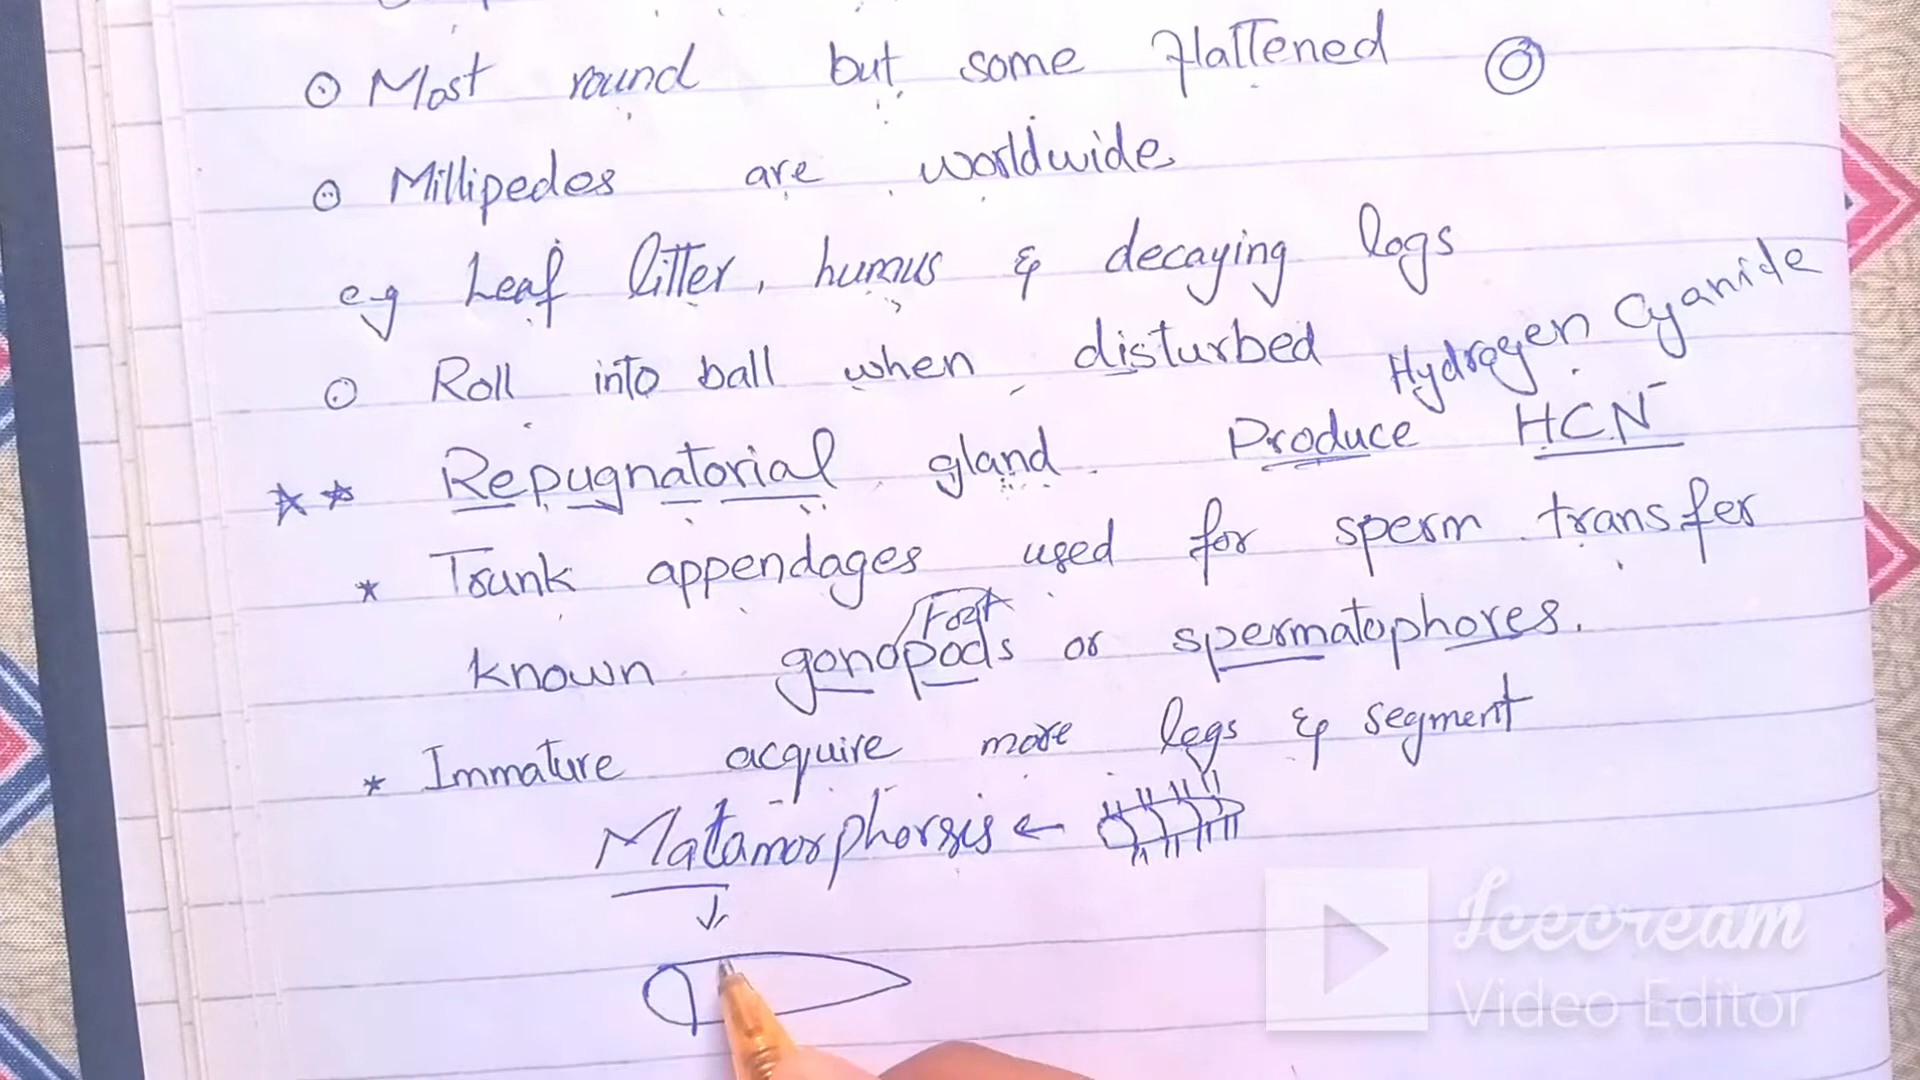 Most round but some flattened
Millipedes are worldwide
eg Leaf litter, humus & decaying logs
Roll into ball when disturbed Hydrogen Cyanide
** Repugnatorial gland. Produce HCN⁻
* Trunk appendages used for sperm transfer
Foot
known gonopods or spermatophores.
* Immature acquire more legs & segment
Matamorphorsis ←
Icecream
Video Editor